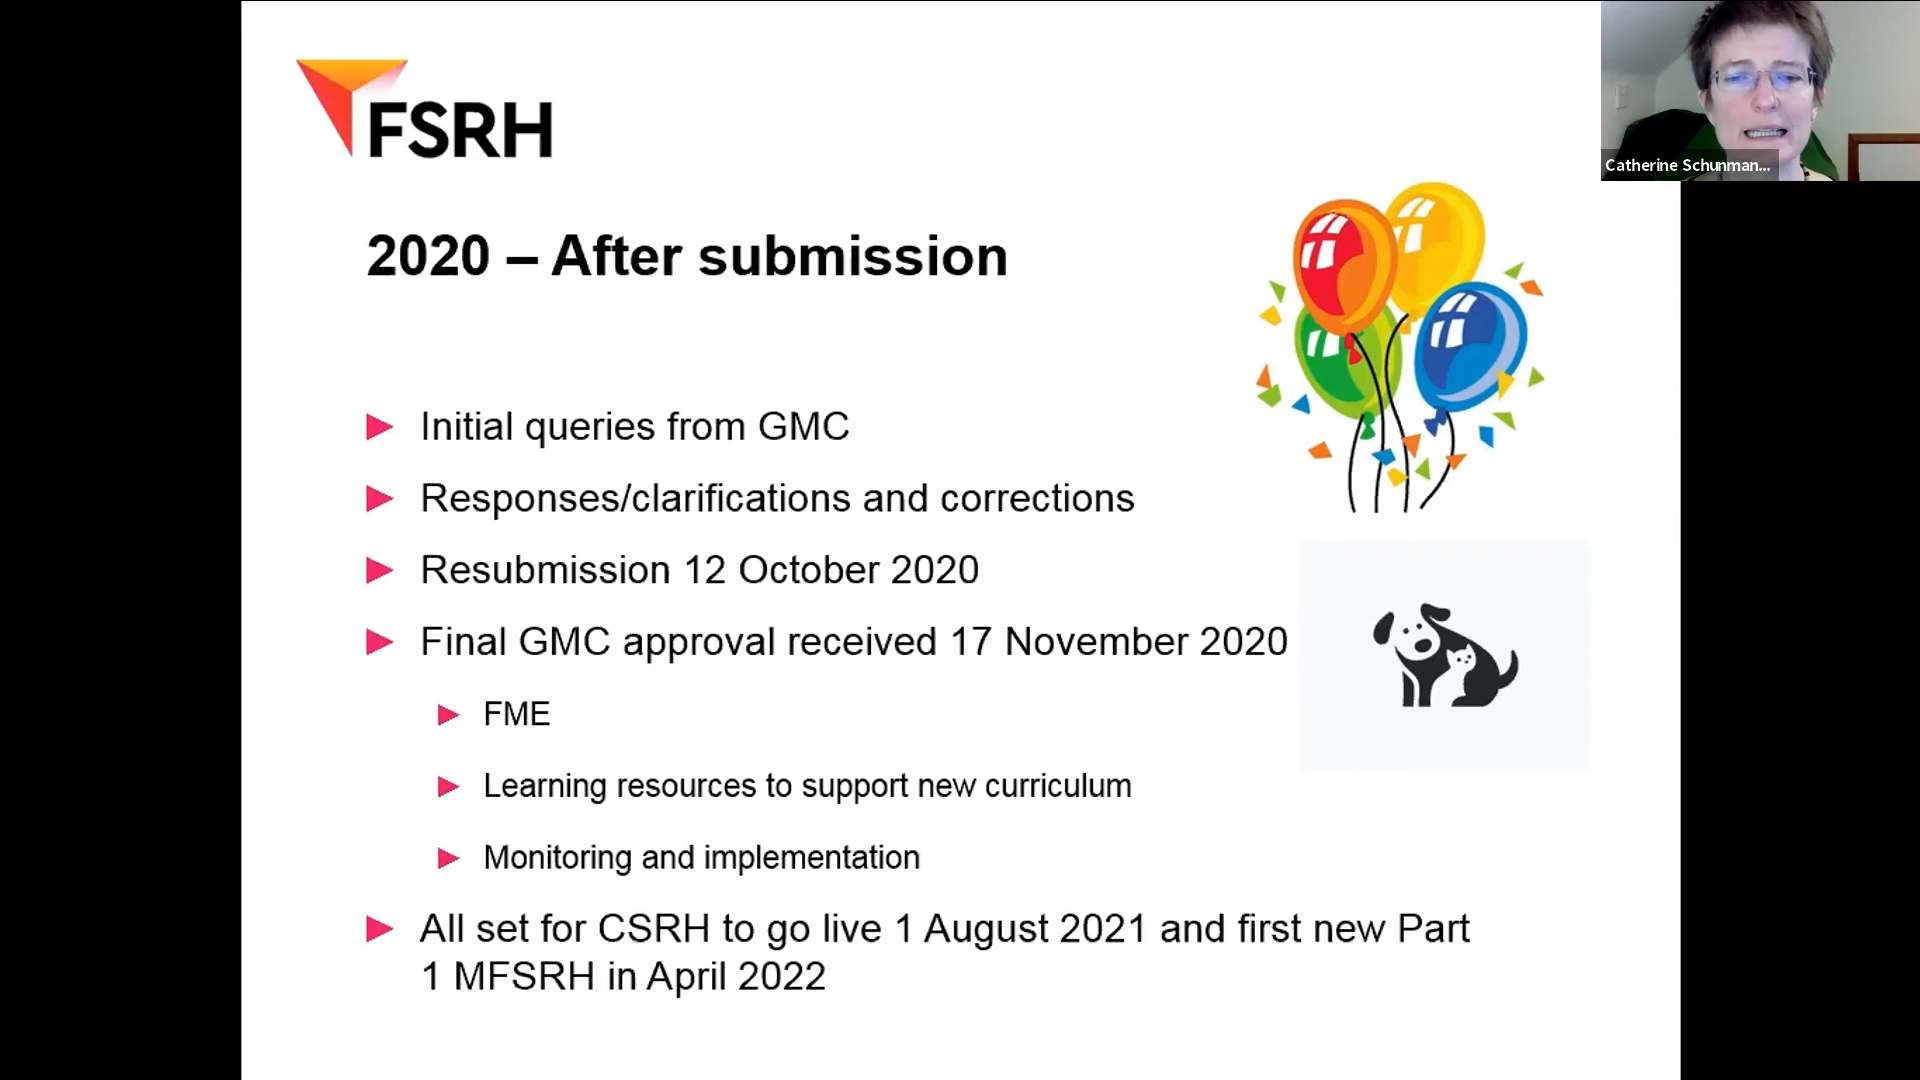 FSRH
Catherine Schunman...
2020 – After submission
Initial queries from GMC
Responses/clarifications and corrections
Resubmission 12 October 2020
Final GMC approval received 17 November 2020
FME
Learning resources to support new curriculum
Monitoring and implementation
All set for CSRH to go live 1 August 2021 and first new Part
1 MFSRH in April 2022